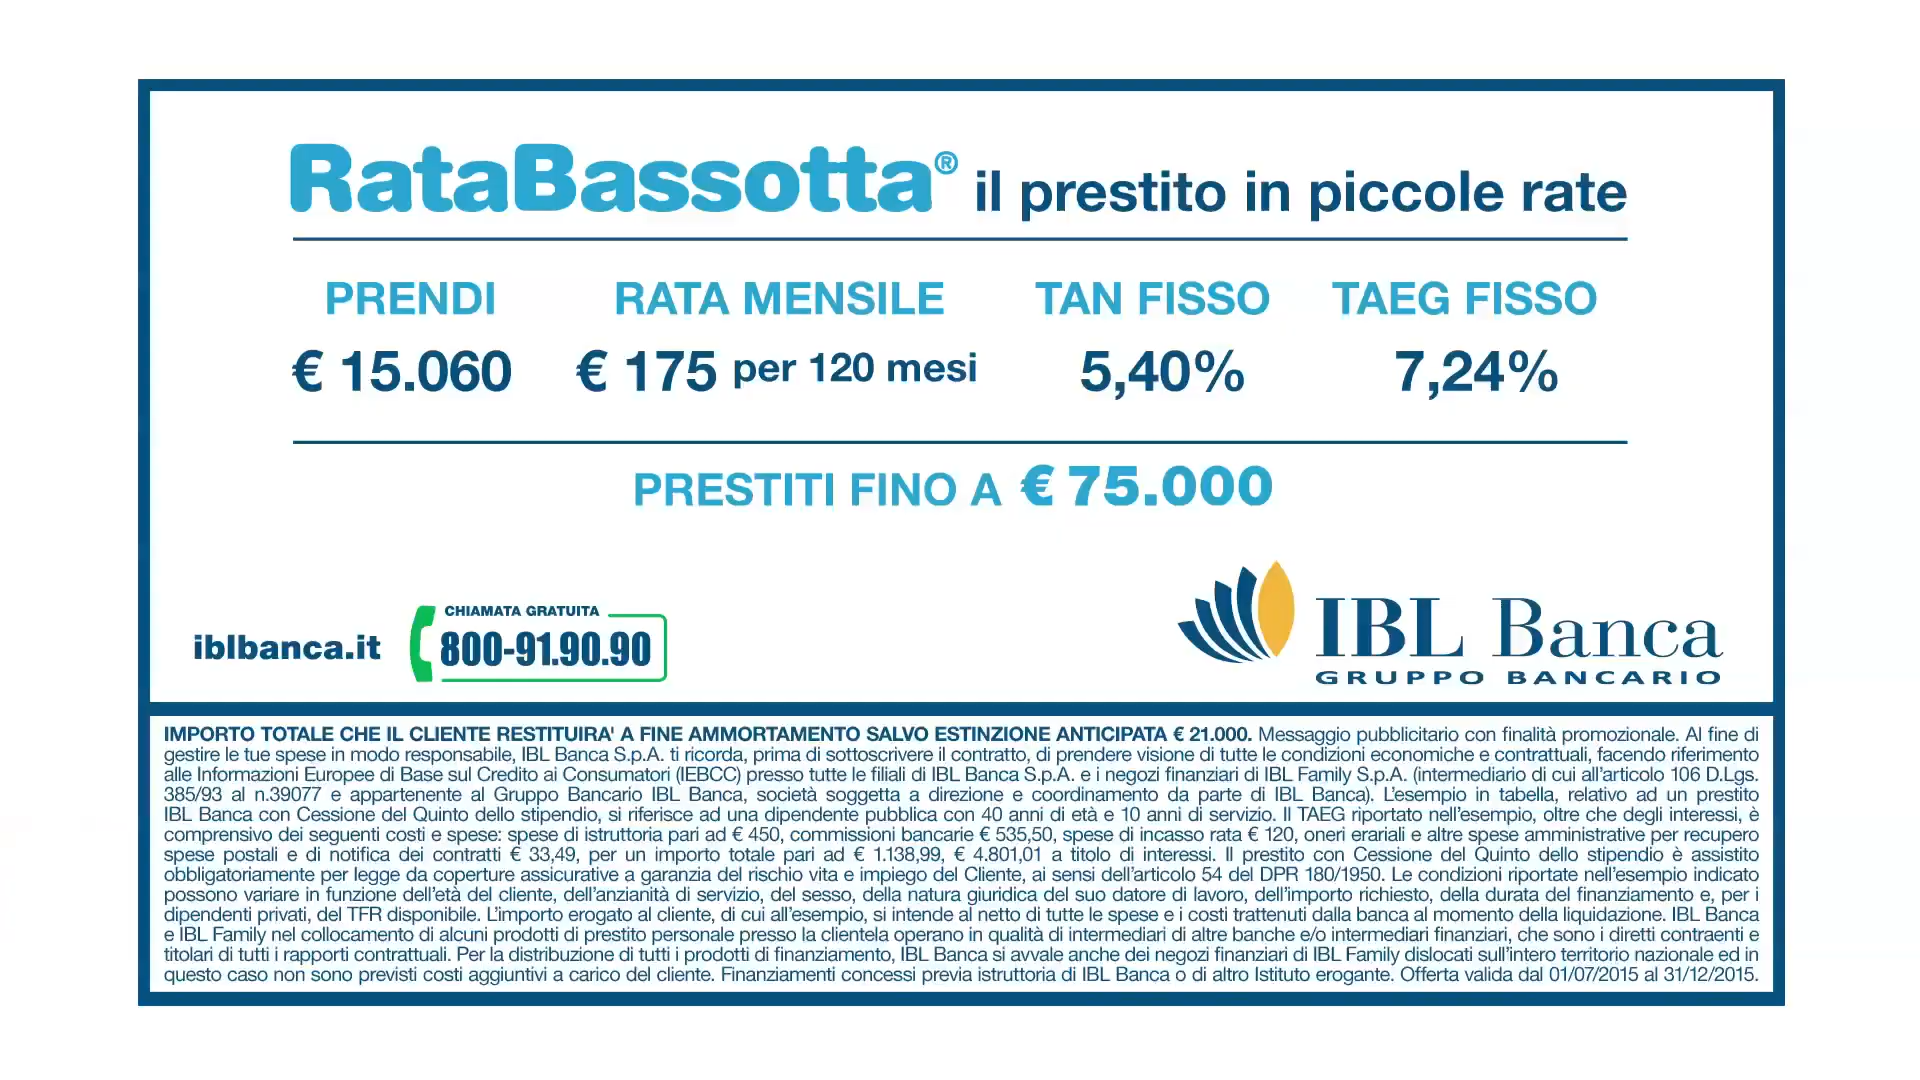 RataBassotta® il prestito in piccole rate
PRENDI RATA MENSILE TAN FISSO TAEG FISSO
€ 15.060 € 175 per 120 mesi 5,40% 7,24%
PRESTITI FINO A € 75.000
iblbanca.it
CHIAMATA GRATUITA
800-91.90.90
IBL Banca
GRUPPO BANCARIO
IMPORTO TOTALE CHE IL CLIENTE RESTITUIRA' A FINE AMMORTAMENTO SALVO ESTINZIONE ANTICIPATA € 21.000. Messaggio pubblicitario con finalità promozionale. Al fine di
gestire le tue spese in modo responsabile, IBL Banca S.p.A. ti ricorda, prima di sottoscrivere il contratto, di prendere visione di tutte le condizioni economiche e contrattuali, facendo riferimento
alle Informazioni Europee di Base sul Credito ai Consumatori (IEBCC) presso tutte le filiali di IBL Banca S.p.A. e i negozi finanziari di IBL Family S.p.A. (intermediario di cui all'articolo 106 D.Lgs.
385/93 al n.39077 e appartenente al Gruppo Bancario IBL Banca, società soggetta a direzione e coordinamento da parte di IBL Banca). L'esempio in tabella, relativo ad un prestito
IBL Banca con Cessione del Quinto dello stipendio, si riferisce ad una dipendente pubblica con 40 anni di età e 10 anni di servizio. Il TAEG riportato nell'esempio, oltre che degli interessi, è
comprensivo dei seguenti costi e spese: spese di istruttoria pari ad € 450, commissioni bancarie € 535,50, spese di incasso rata € 120, oneri erariali e altre spese amministrative per recupero
spese postali e di notifica dei contratti € 33,49, per un importo totale pari ad € 1.138,99, € 4.801,01 a titolo di interessi. Il prestito con Cessione del Quinto dello stipendio è assistito
obbligatoriamente per legge da coperture assicurative a garanzia del rischio vita e impiego del Cliente, ai sensi dell'articolo 54 del DPR 180/1950. Le condizioni riportate nell'esempio indicato
possono variare in funzione dell'età del cliente, dell'anzianità di servizio, del sesso, della natura giuridica del suo datore di lavoro, dell'importo richiesto, della durata del finanziamento e, per i
dipendenti privati, del TFR disponibile. L'importo erogato al cliente, di cui all'esempio, si intende al netto di tutte le spese e i costi trattenuti dalla banca al momento della liquidazione. IBL Banca
e IBL Family nel collocamento di alcuni prodotti di prestito personale presso la clientela operano in qualità di intermediari di altre banche e/o intermediari finanziari, che sono i diretti contraenti e
titolari di tutti i rapporti contrattuali. Per la distribuzione di tutti i prodotti di finanziamento, IBL Banca si avvale anche dei negozi finanziari di IBL Family dislocati sull'intero territorio nazionale ed in
questo caso non sono previsti costi aggiuntivi a carico del cliente. Finanziamenti concessi previa istruttoria di IBL Banca o di altro Istituto erogante. Offerta valida dal 01/07/2015 al 31/12/2015.